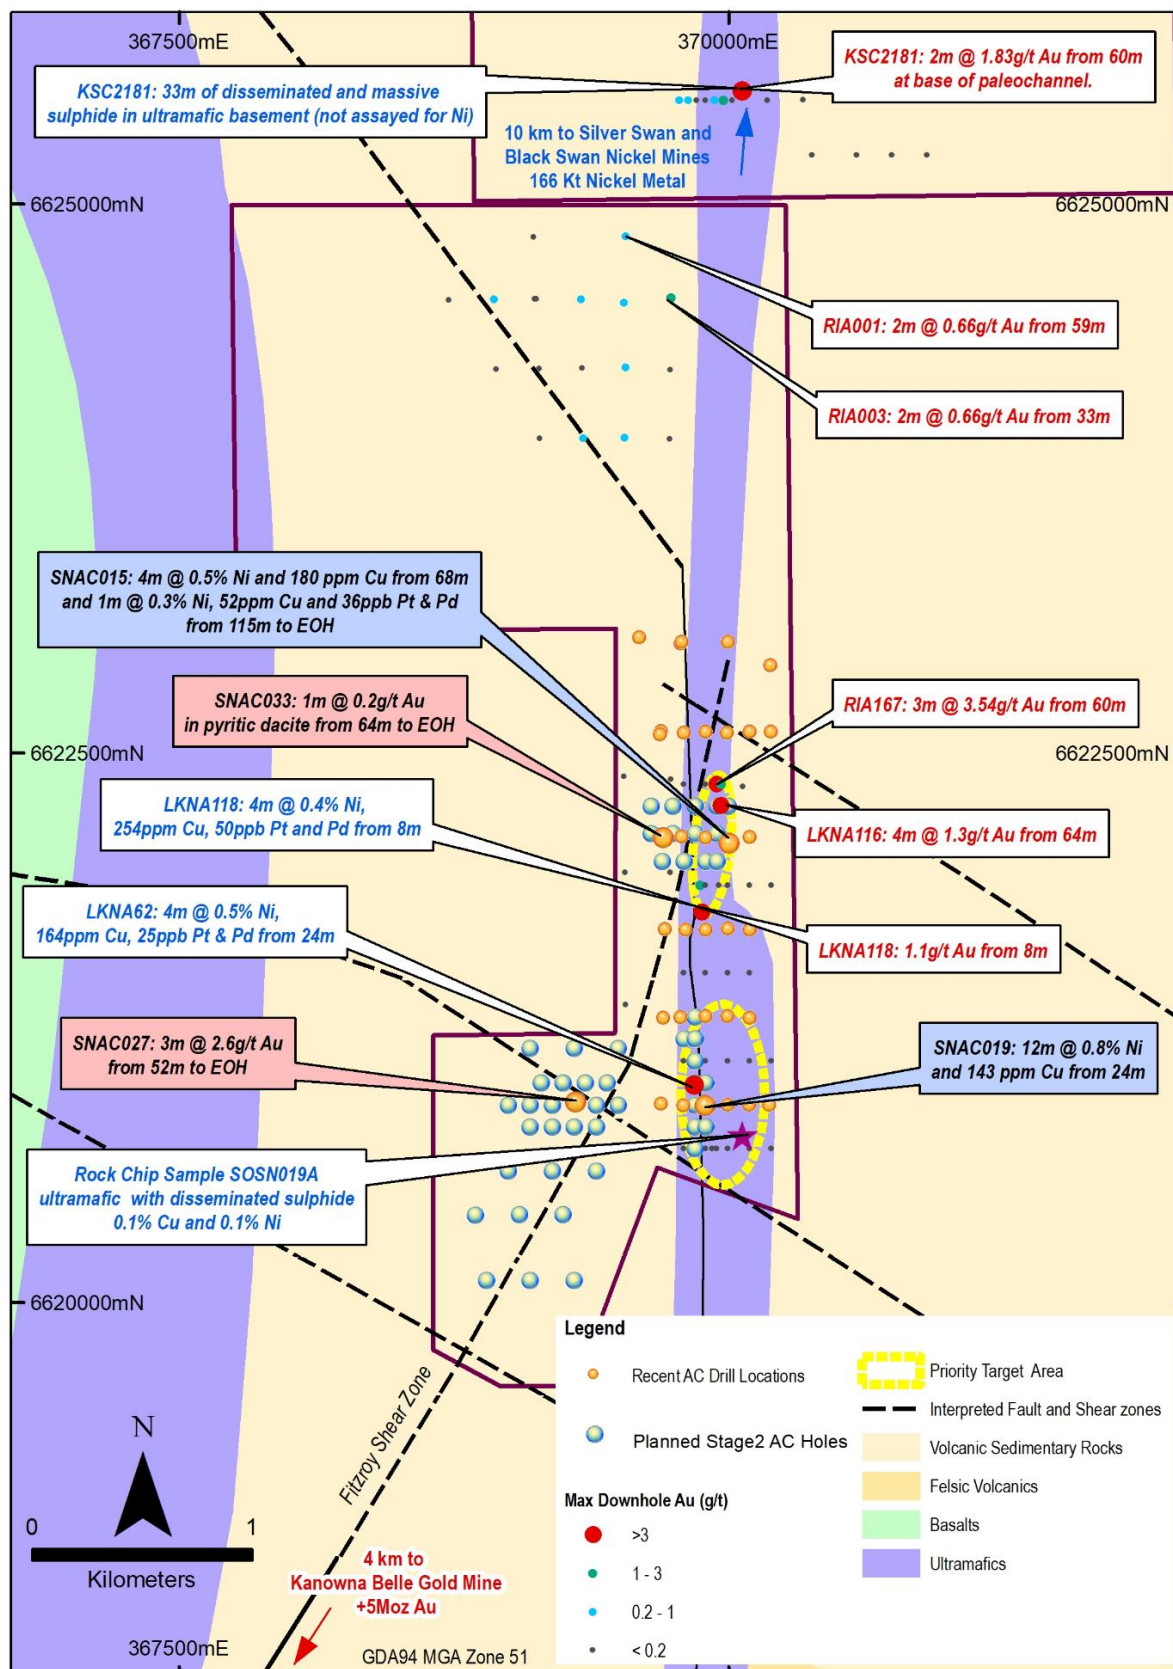 367500mE
370000mE
KSC2181: 33m of disseminated and massive
sulphide in ultramafic basement (not assayed for Ni)
KSC2181: 2m @ 1.83g/t Au from 60m
at base of paleochannel.
10 km to Silver Swan and
Black Swan Nickel Mines
166 Kt Nickel Metal
6625000mN
6625000mN
RIA001: 2m @ 0.66g/t Au from 59m
RIA003: 2m @ 0.66g/t Au from 33m
SNAC015: 4m @ 0.5% Ni and 180 ppm Cu from 68m
and 1m @ 0.3% Ni, 52ppm Cu and 36ppb Pt & Pd
from 115m to EOH
SNAC033: 1m @ 0.2g/t Au
in pyritic dacite from 64m to EOH
RIA167: 3m @ 3.54g/t Au from 60m
6622500mN
6622500mN
LKNA118: 4m @ 0.4% Ni,
254ppm Cu, 50ppb Pt and Pd from 8m
LKNA116: 4m @ 1.3g/t Au from 64m
LKNA62: 4m @ 0.5% Ni,
164ppm Cu, 25ppb Pt & Pd from 24m
LKNA118: 1.1g/t Au from 8m
SNAC027: 3m @ 2.6g/t Au
from 52m to EOH
SNAC019: 12m @ 0.8% Ni
and 143 ppm Cu from 24m
Rock Chip Sample SOSN019A
ultramafic with disseminated sulphide
0.1% Cu and 0.1% Ni
6620000mN
Fitzroy Shear Zone
N
0 1
Kilometers
4 km to
Kanowna Belle Gold Mine
+5Moz Au
367500mE
GDA94 MGA Zone 51
Legend
Recent AC Drill Locations
Planned Stage2 AC Holes
Max Downhole Au (g/t)
>3
1 - 3
0.2 - 1
< 0.2
Priority Target Area
Interpreted Fault and Shear zones
Volcanic Sedimentary Rocks
Felsic Volcanics
Basalts
Ultramafics
370000mE